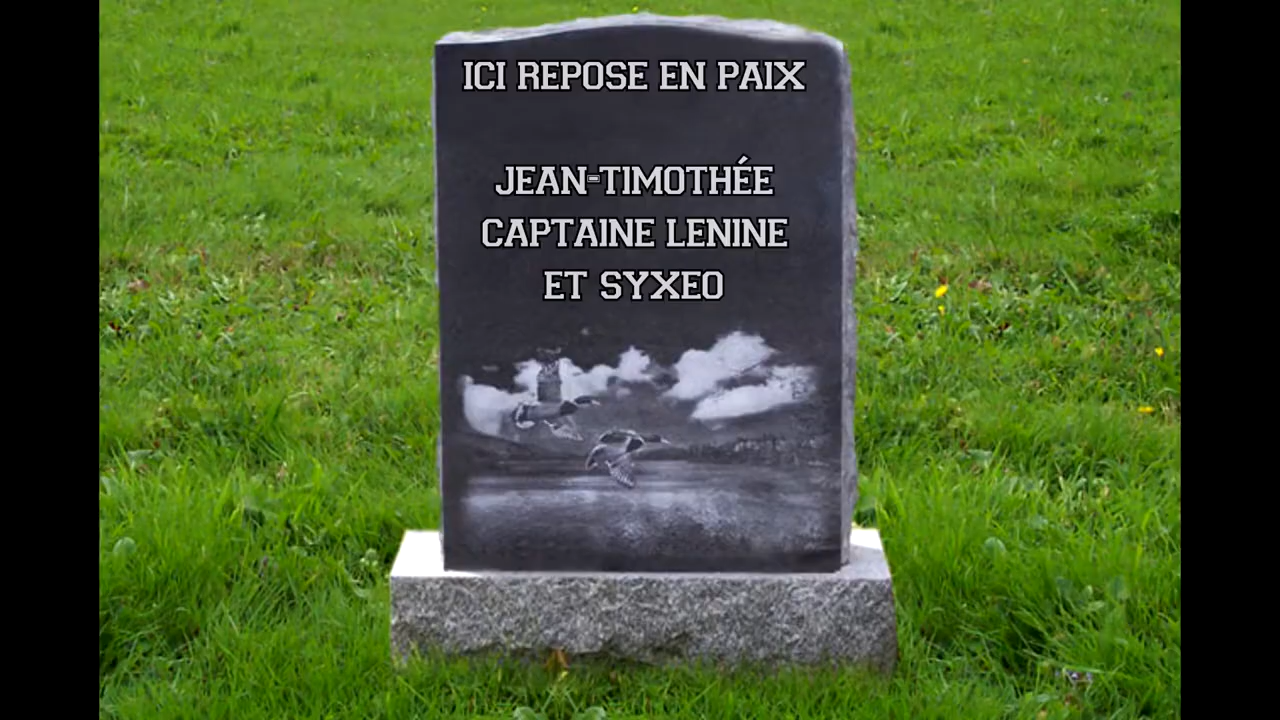 ICI REPOSE EN PAIX
JEAN-TIMOTHÉE
CAPTAINE LENINE
ET SYXEO